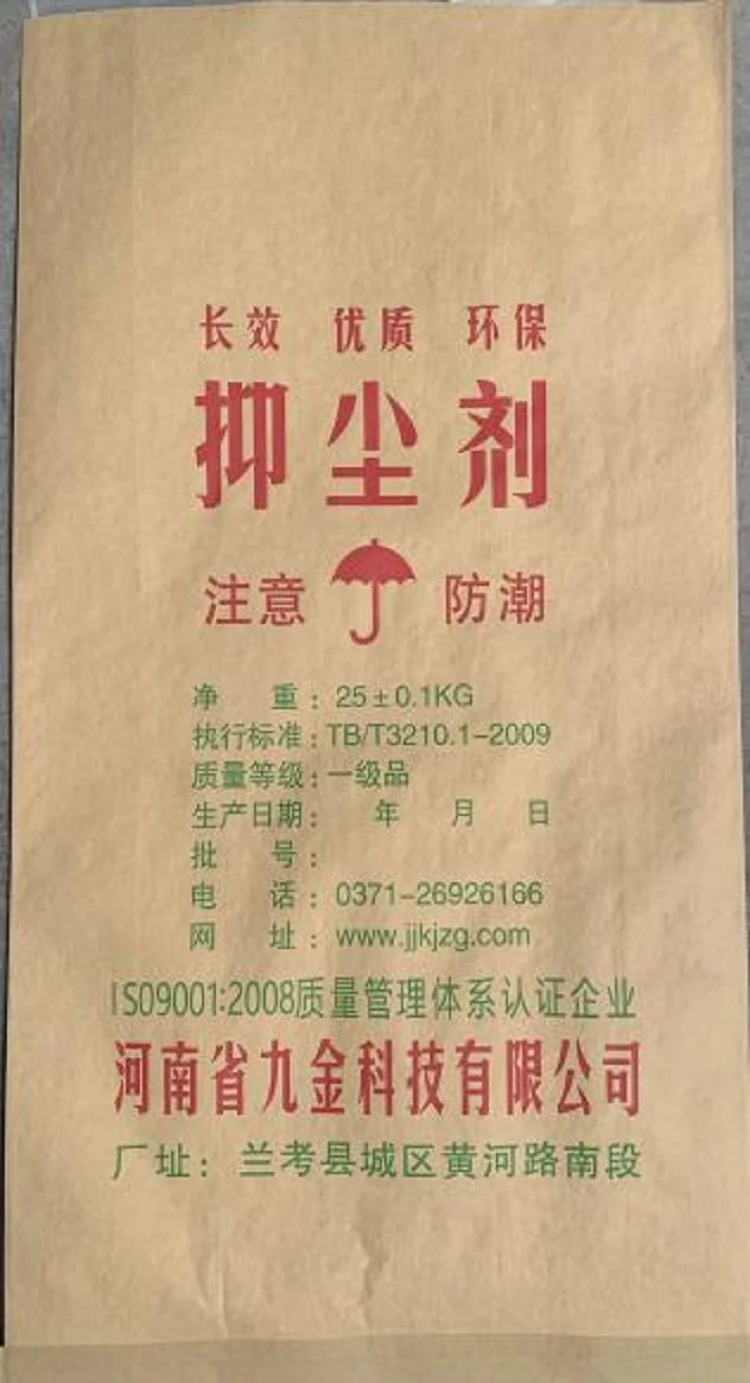 长效 优质 环保
抑尘剂
注意 防潮
净 重：25±0.1KG
执行标准：TB/T3210.1-2009
质量等级：一级品
生产日期： 年 月 日
批 号：
电 话：0371-26926166
网 址：www.jjkjzg.com
ISO9001:2008质量管理体系认证企业
河南省九金科技有限公司
厂址：兰考县城区黄河路南段